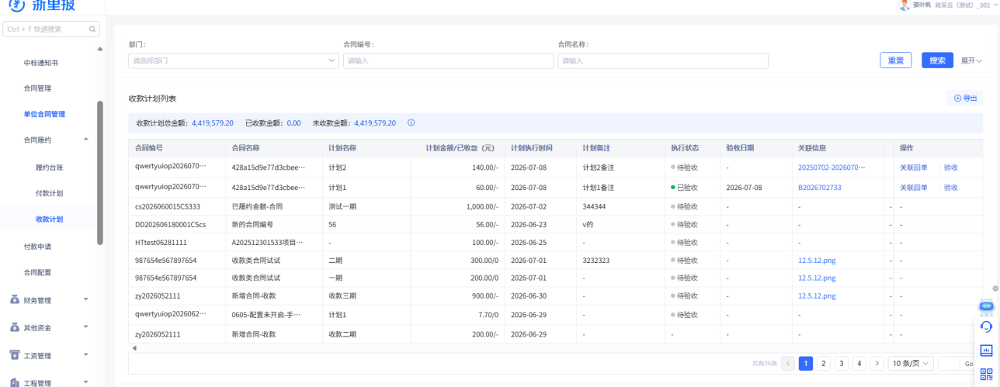 新里报
姜叶帆 政采云（测试）_002
Ctrl + F 快速搜索
中标通知书
合同管理
单位合同管理
合同履约
履约台账
付款计划
收款计划
付款申请
合同配置
财务管理
其他资金
工资管理
工程管理
部门： 合同编号： 合同名称：
请选择部门 请输入 请输入 重置 搜索 展开
收款计划列表 导出
收款计划总金额：4,419,579.20 已收款金额：0.00 未收款金额：4,419,579.20
合同编号 合同名称 计划名称 计划金额/已收款（元） 计划执行时间 计划备注 执行状态 验收日期 关联信息 操作
qwertyuiop2026070··· 428a15d9e77d3cbee··· 计划2 140.00/- 2026-07-08 计划2备注 待验收 - 20250702-2026070··· 关联回单 验收
qwertyuiop2026070··· 428a15d9e77d3cbee··· 计划1 60.00/- 2026-07-08 计划1备注 已验收 2026-07-08 B2026702733 关联回单 验收
cs2026060015CS333 已履约金额-合同 测试一期 1,000.00/- 2026-07-02 344344 待验收 - - - -
DD202606180001CScs 新的合同编号 56 56.00/- 2026-06-23 v的 待验收 - - - -
HTtest06281111 A202512301533项目··· - 100.00/- 2026-06-25 - 待验收 - - - -
987654e567897654 收款类合同试试 二期 300.00/0 2026-07-01 3232323 待验收 - 12.5.12.png - -
987654e567897654 收款类合同试试 一期 200.00/0 2026-07-01 - 待验收 - 12.5.12.png - -
zy2026052111 新增合同-收款 收款三期 900.00/- 2026-06-30 - 待验收 - 12.5.12.png - -
qwertyuiop2026062··· 0605-配置未开启-手··· 计划1 7.70/0 2026-06-29 - 待验收 - - - -
zy2026052111 新增合同-收款 收款二期 200.00/- 2026-06-29 - - - - - -
共有36条 1 2 3 4 10 条/页 Go